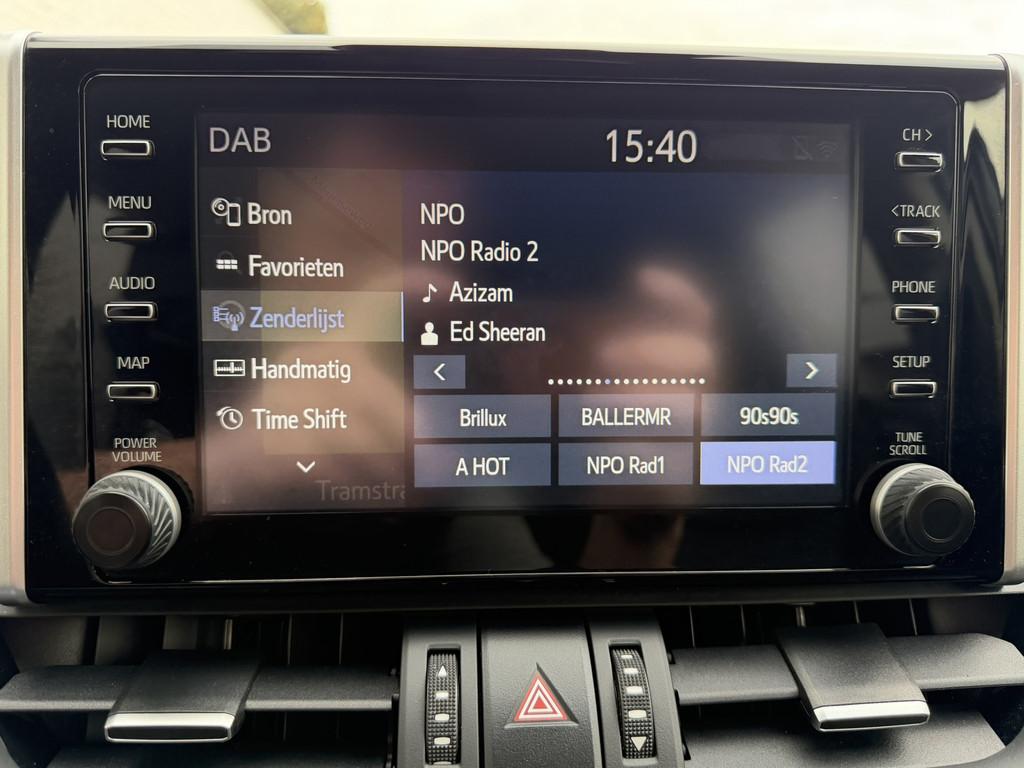 HOME
MENU
AUDIO
MAP
POWER
VOLUME
DAB
15:40
Bron
Favorieten
Zenderlijst
Handmatig
Time Shift
Tramstra
NPO
NPO Radio 2
Azizam
Ed Sheeran
< >
Brillux BALLERMR 90s90s
A HOT NPO Rad1 NPO Rad2
CH >
< TRACK
PHONE
SETUP
TUNE
SCROLL